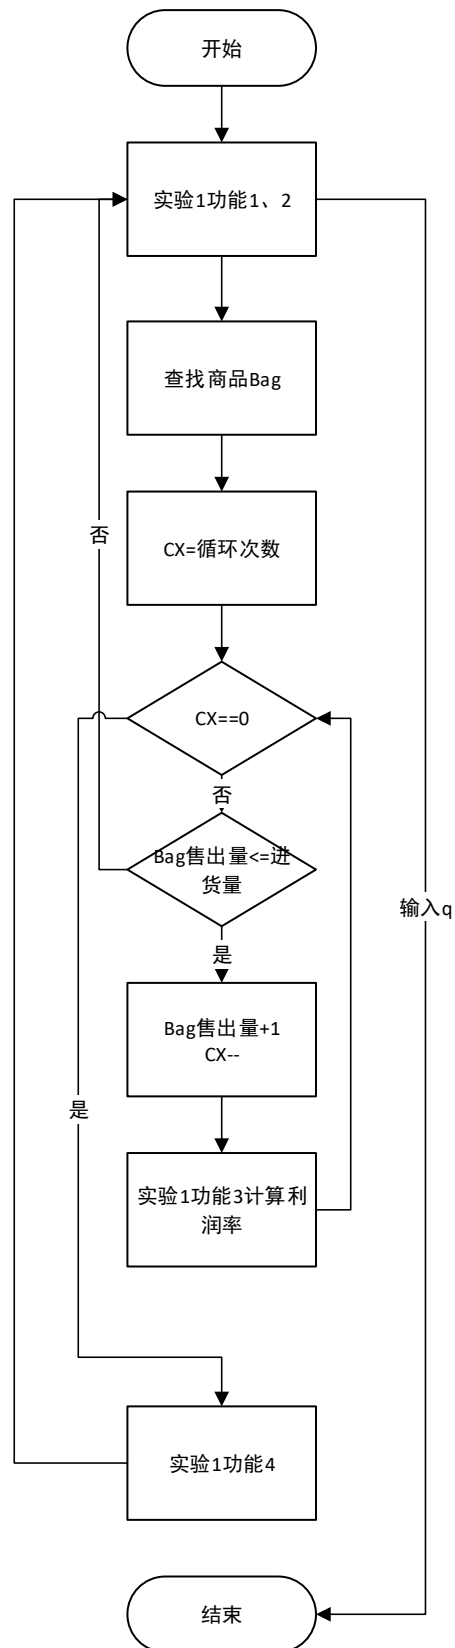 开始
实验1功能1、2
查找商品Bag
否
CX=循环次数
CX==0
否
Bag售出量<=进
货量
输入q
是
Bag售出量+1
CX--
是
实验1功能3计算利
润率
实验1功能4
结束